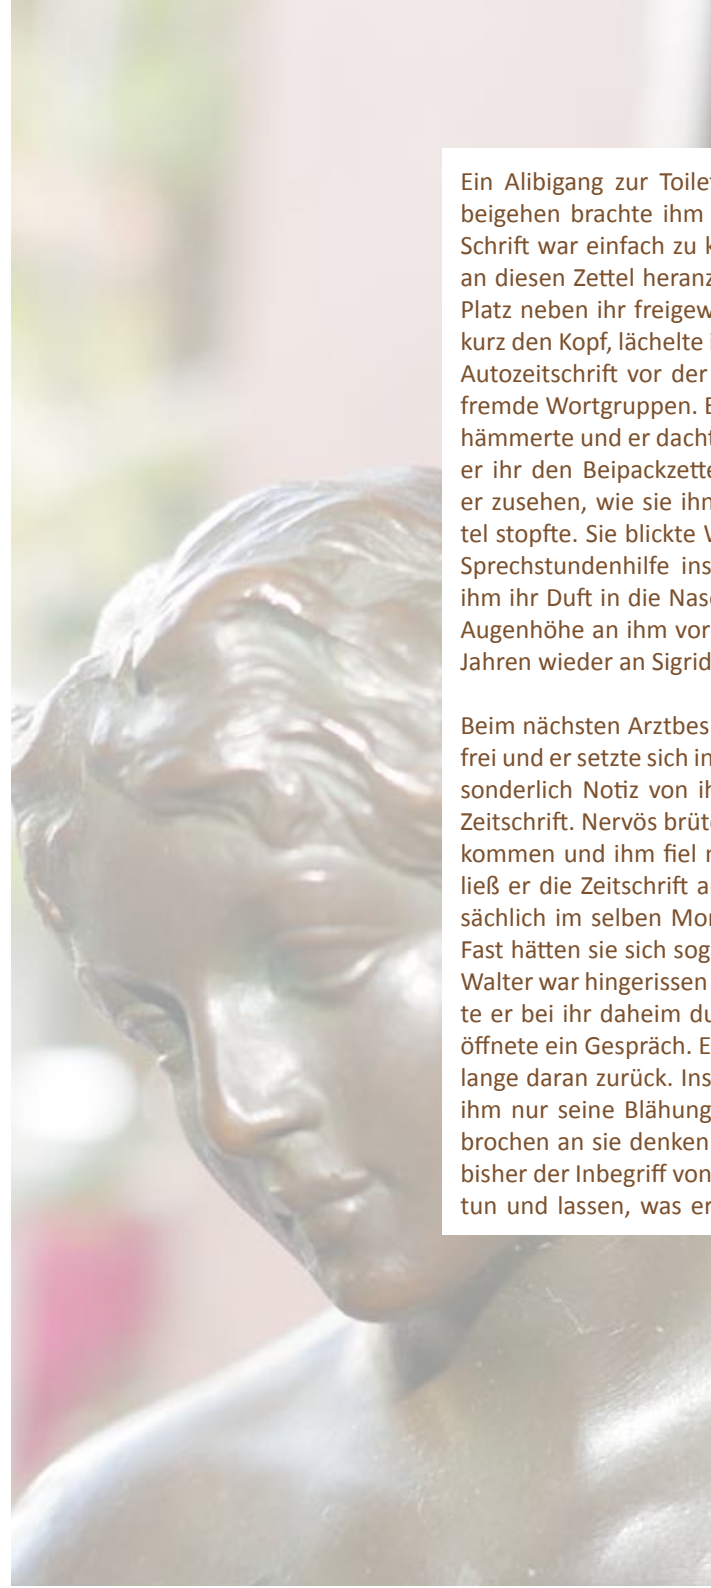 Ein Alibigang zur Toile
beigehen brachte ihm
Schrift war einfach zu k
an diesen Zettel heranz
Platz neben ihr freigew
kurz den Kopf, lächelte
Autozeitschrift vor der
fremde Wortgruppen. E
hämmerte und er dacht
er ihr den Beipackzette
er zusehen, wie sie ihn
tel stopfte. Sie blickte W
Sprechstundenhilfe ins
ihm ihr Duft in die Nas
Augenhöhe an ihm vor
Jahren wieder an Sigrid
Beim nächsten Arztbes
frei und er setzte sich in
sonderlich Notiz von ih
Zeitschrift. Nervös brüt
kommen und ihm fiel n
ließ er die Zeitschrift a
sächlich im selben Mor
Fast hätten sie sich sog
Walter war hingerissen
te er bei ihr daheim du
öffnete ein Gespräch. E
lange daran zurück. Ins
ihm nur seine Blähung
brochen an sie denken
bisher der Inbegriff von
tun und lassen, was er